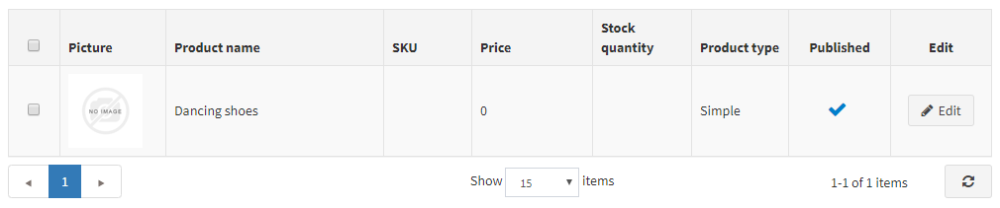 Picture Product name SKU Price Stock quantity Product type Published Edit
NO IMAGE Dancing shoes 0 Simple Edit
1 Show 15 items 1-1 of 1 items